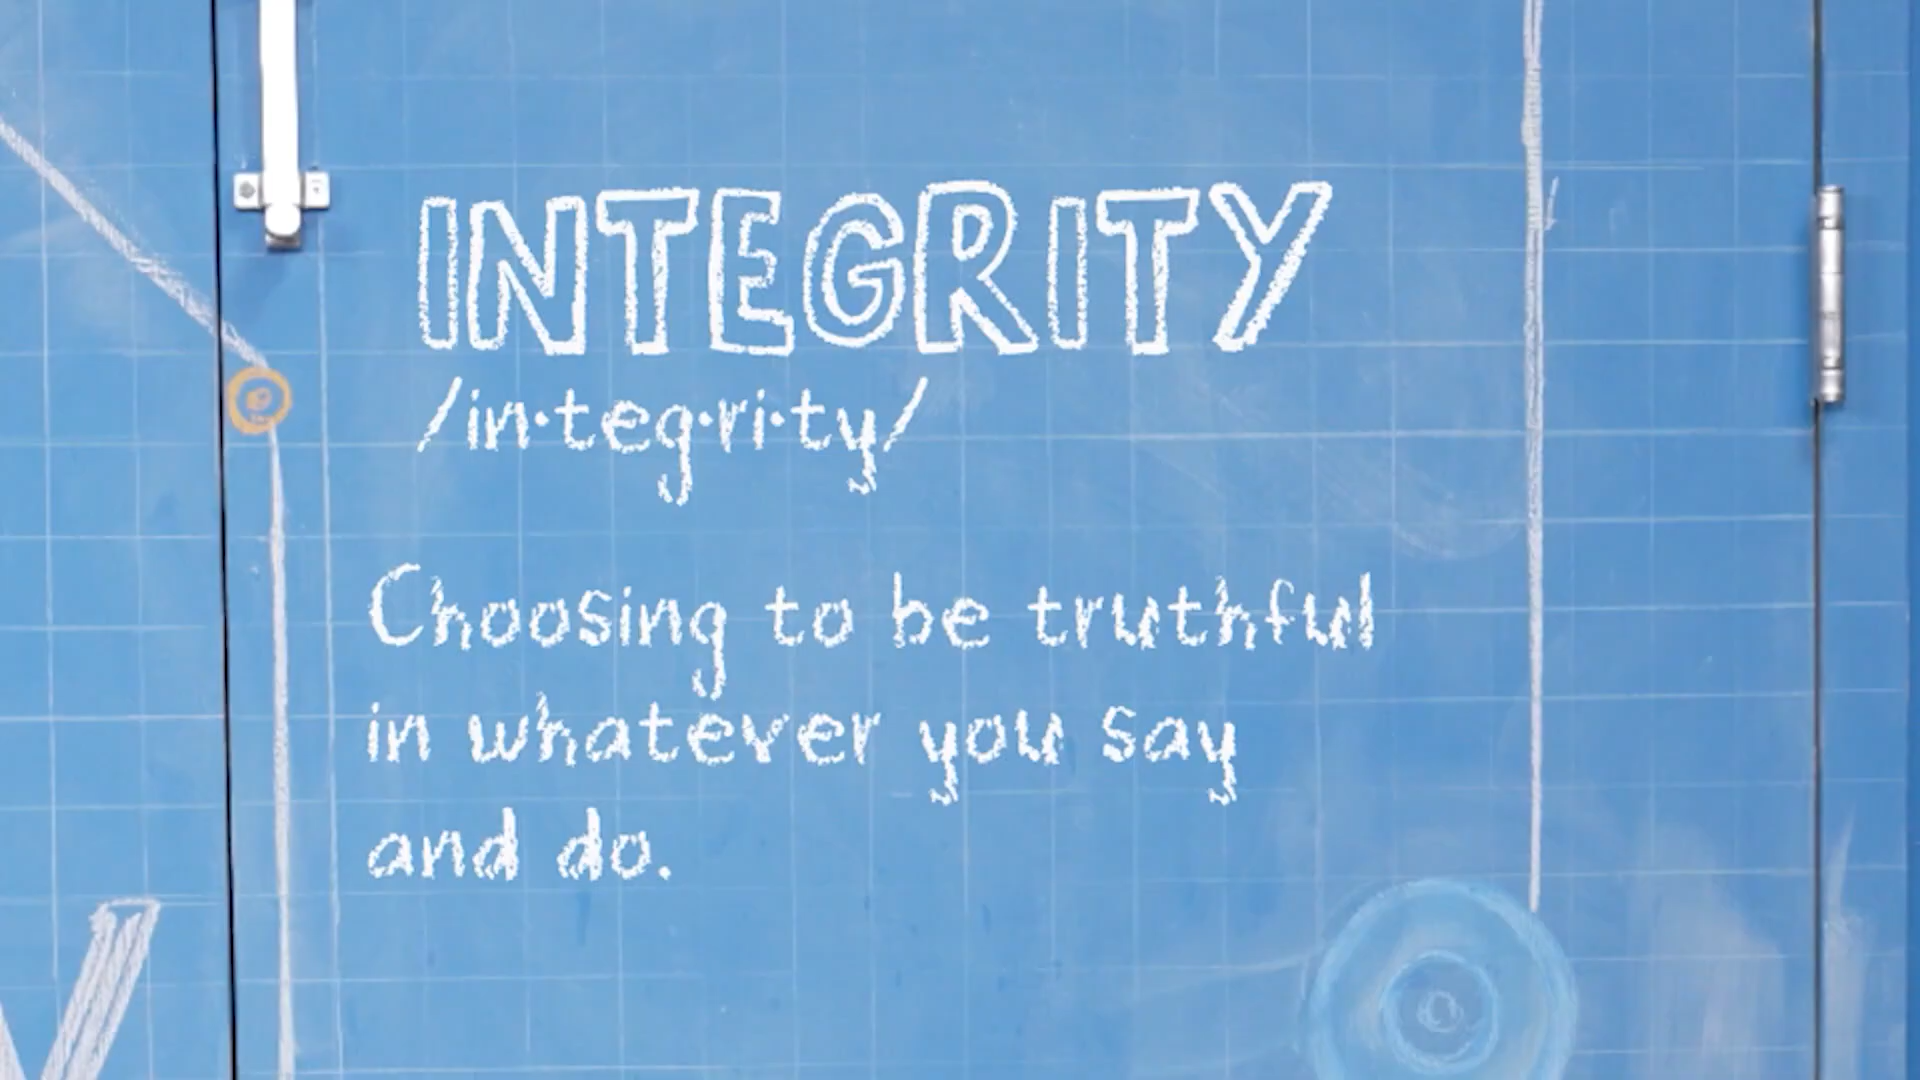 INTEGRITY
/in·teg·ri·ty/
Choosing to be truthful
in whatever you say
and do.